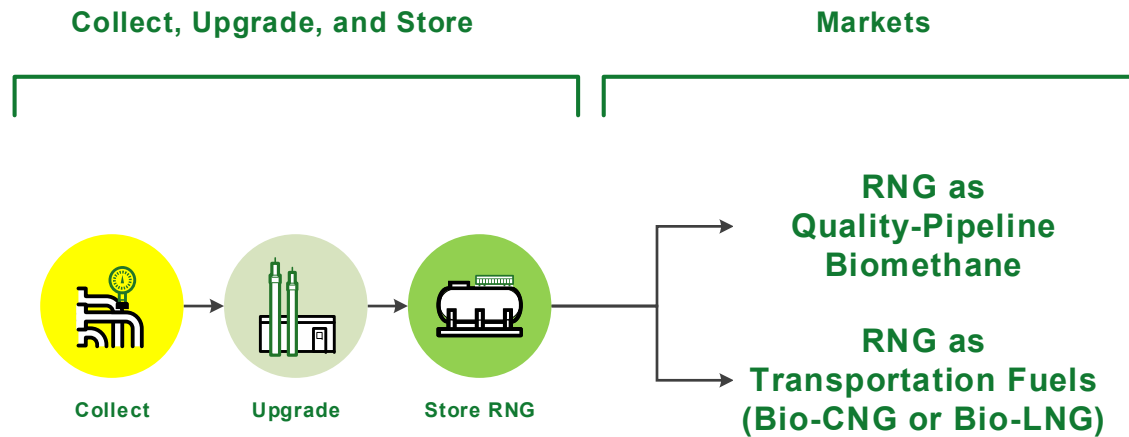 Collect, Upgrade, and Store
Markets
RNG as
Quality-Pipeline
Biomethane
RNG as
Transportation Fuels
(Bio-CNG or Bio-LNG)
Collect
Upgrade
Store RNG